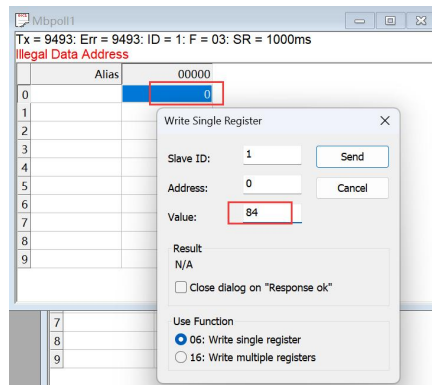 Mbpoll1
Tx = 9493: Err = 9493: ID = 1: F = 03: SR = 1000ms
Illegal Data Address
Alias 00000
0 0
1
2
3
4
5
6
7
8
9
Write Single Register
Slave ID: 1 Send
Address: 0 Cancel
Value: 84
Result
N/A
Close dialog on "Response ok"
Use Function
06: Write single register
16: Write multiple registers
7
8
9